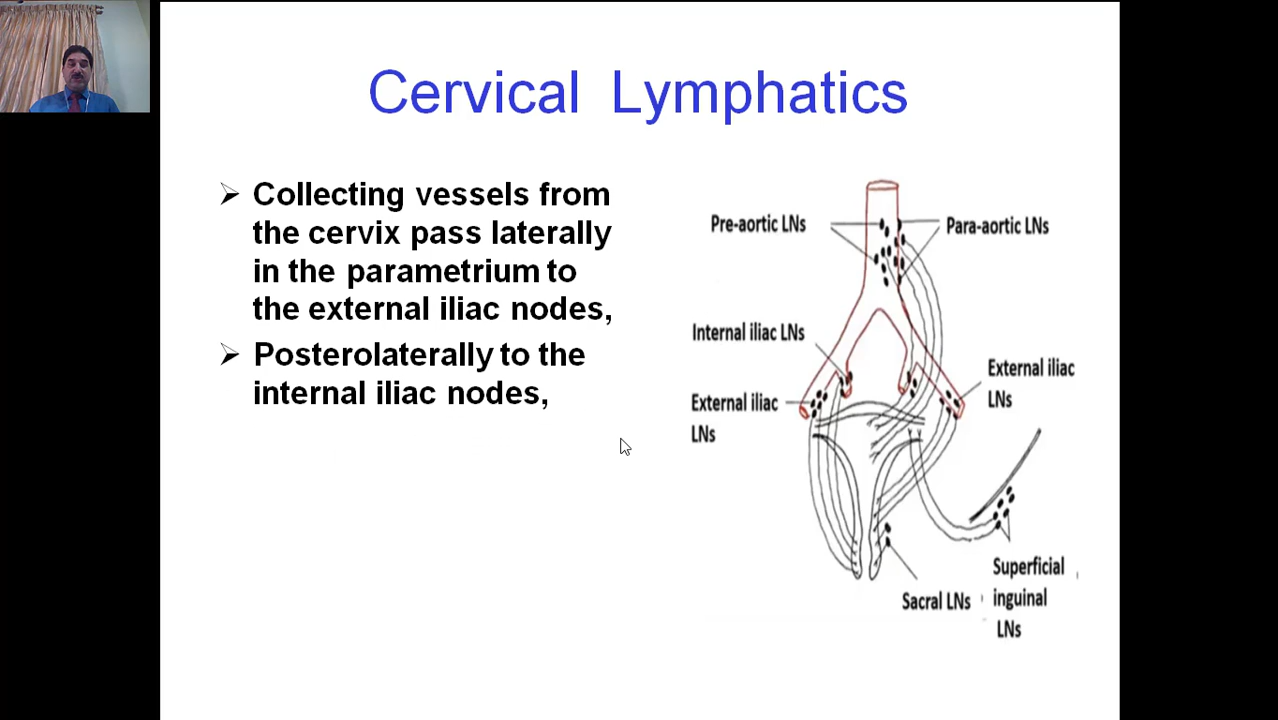 Cervical Lymphatics
Collecting vessels from
the cervix pass laterally
in the parametrium to
the external iliac nodes,
Posterolaterally to the
internal iliac nodes,
Pre-aortic LNs
Para-aortic LNs
Internal iliac LNs
External iliac
LNs
External iliac
LNs
Sacral LNs
Superficial
inguinal
LNs